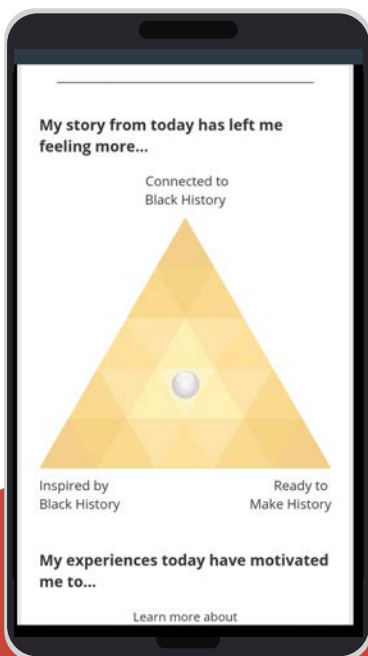 My story from today has left me
feeling more...
Connected to
Black History
Inspired by
Black History
Ready to
Make History
My experiences today have motivated
me to...
Learn more about